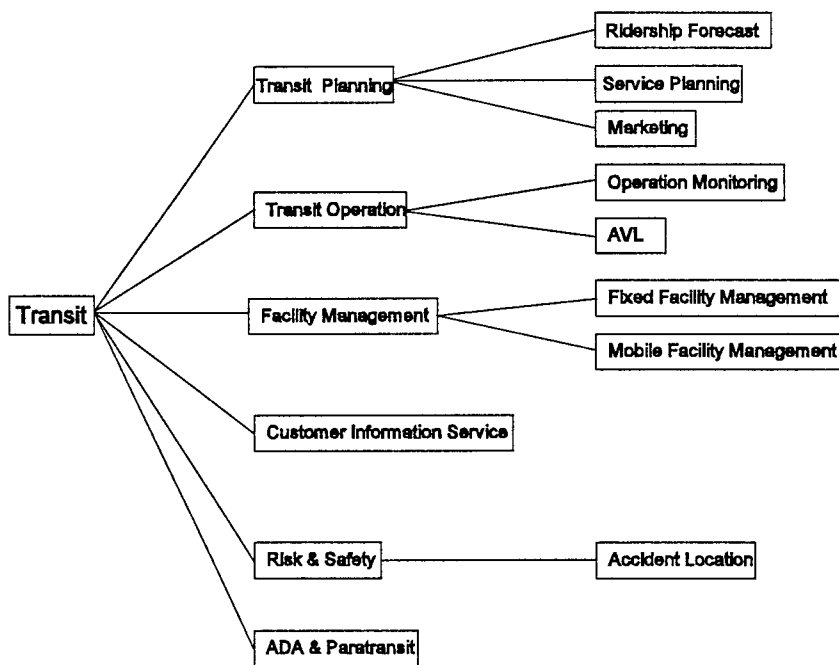 Transit
Transit Planning
Ridership Forecast
Service Planning
Marketing
Transit Operation
Operation Monitoring
AVL
Facility Management
Fixed Facility Management
Mobile Facility Management
Customer Information Service
Risk & Safety
Accident Location
ADA & Paratransit